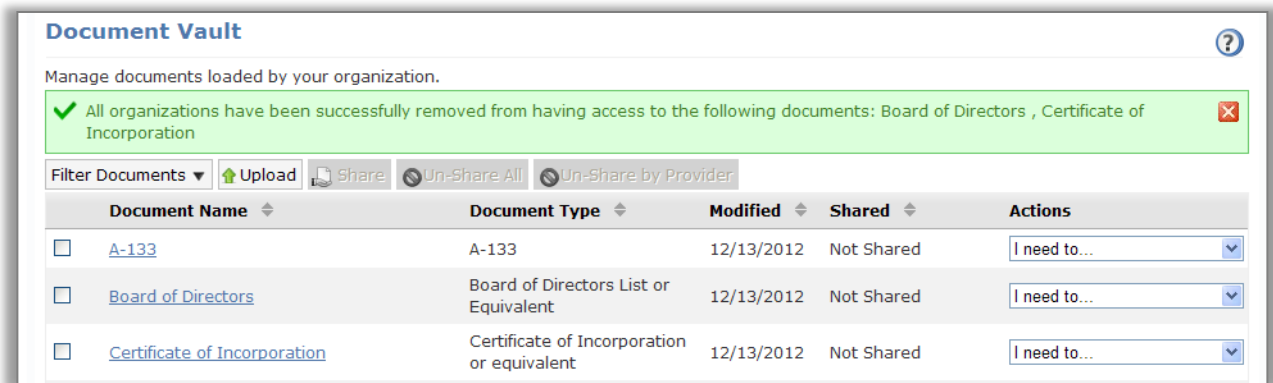 Document Vault
?
Manage documents loaded by your organization.
All organizations have been successfully removed from having access to the following documents: Board of Directors , Certificate of
Incorporation
Filter Documents ▼ Upload Share Un-Share All Un-Share by Provider
Document Name Document Type Modified Shared Actions
A-133 A-133 12/13/2012 Not Shared I need to...
Board of Directors Board of Directors List or Equivalent 12/13/2012 Not Shared I need to...
Certificate of Incorporation Certificate of Incorporation or equivalent 12/13/2012 Not Shared I need to...